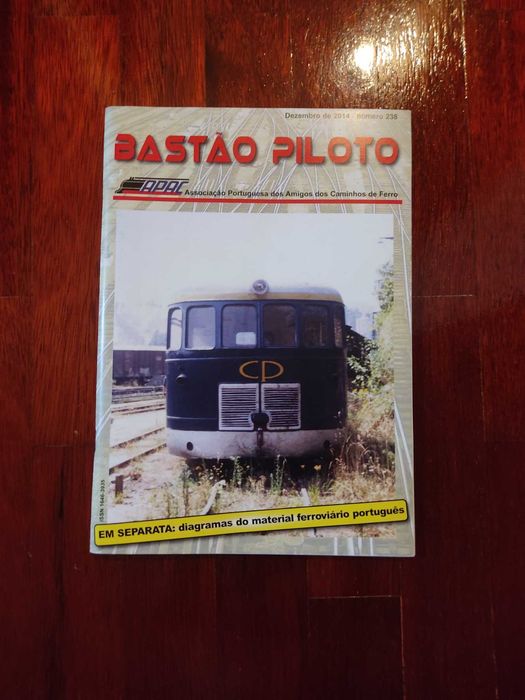 Dezembro de 2014 - número 238
BASTÃO PILOTO
APAC Associação Portuguesa dos Amigos dos Caminhos de Ferro
CP
ISSN 1646-3935
EM SEPARATA: diagramas do material ferroviário português